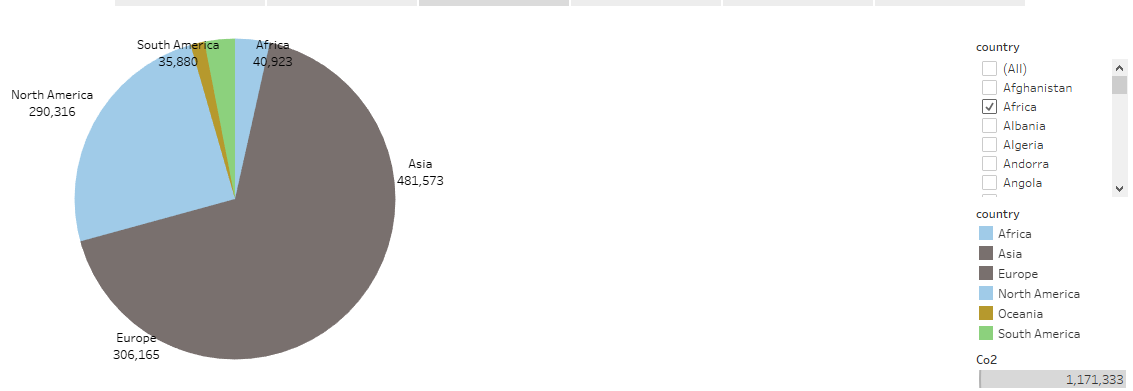 South America
35,880
Africa
40,923
North America
290,316
Asia
481,573
Europe
306,165
country
(All)
Afghanistan
Africa
Albania
Algeria
Andorra
Angola
country
Africa
Asia
Europe
North America
Oceania
South America
Co2
1,171,333